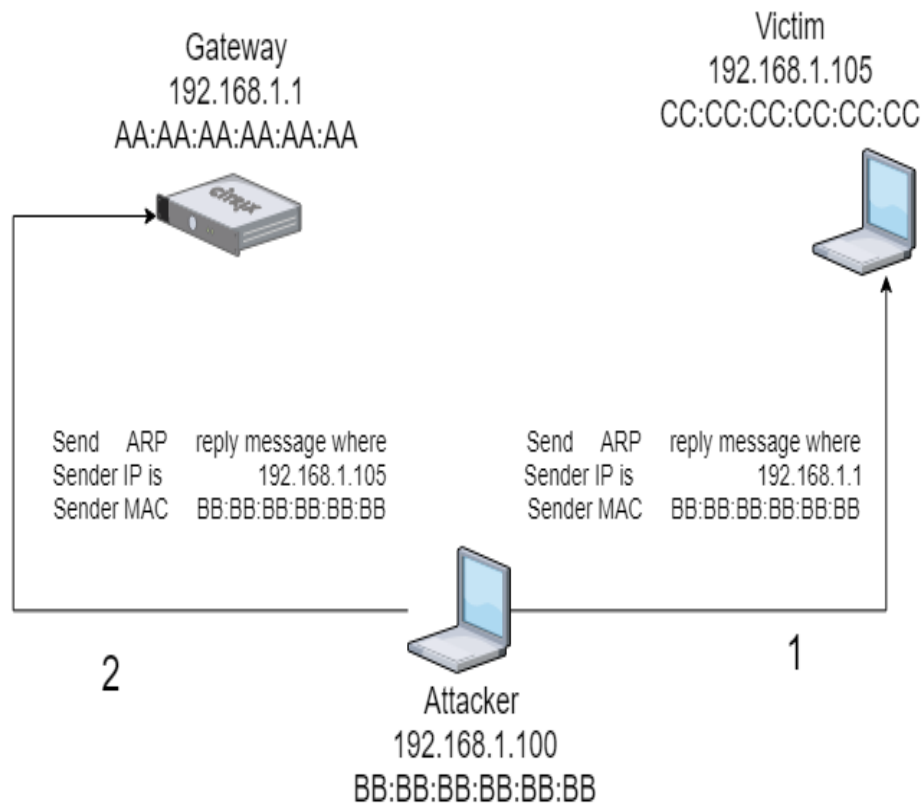 Gateway
192.168.1.1
AA:AA:AA:AA:AA:AA
Victim
192.168.1.105
CC:CC:CC:CC:CC:CC
citrix
Send ARP reply message where
Sender IP is 192.168.1.105
Sender MAC BB:BB:BB:BB:BB:BB
Send ARP reply message where
Sender IP is 192.168.1.1
Sender MAC BB:BB:BB:BB:BB:BB
2
1
Attacker
192.168.1.100
BB:BB:BB:BB:BB:BB